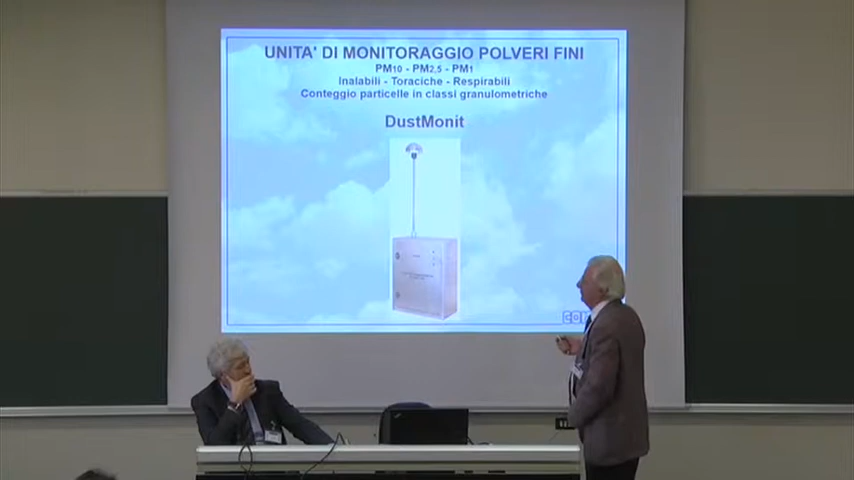 UNITA' DI MONITORAGGIO POLVERI FINI
PM10 - PM2,5 - PM1
Inalabili - Toraciche - Respirabili
Conteggio particelle in classi granulometriche
DustMonit